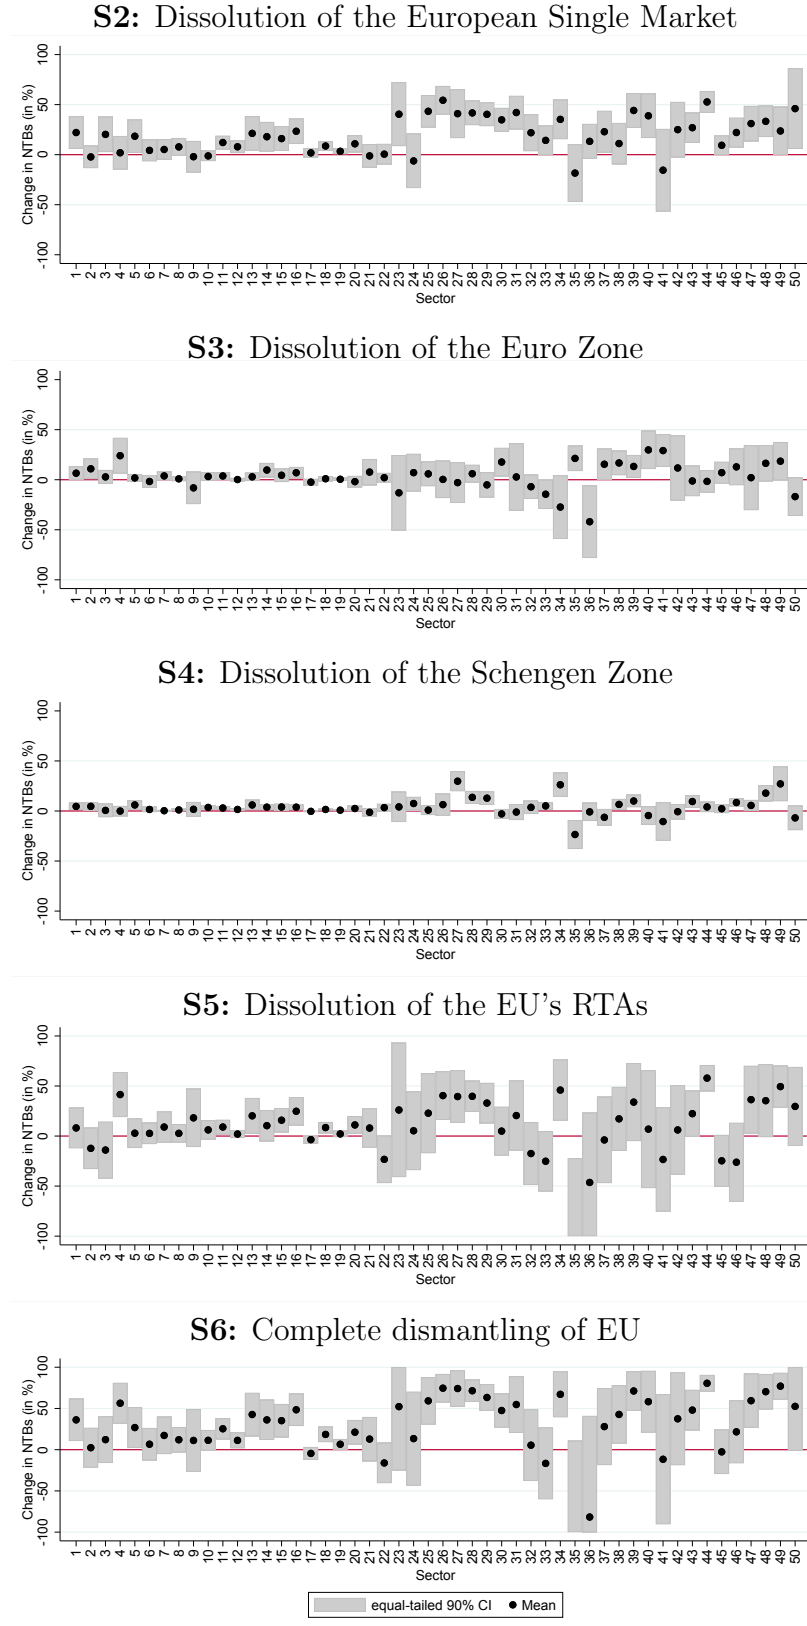 S2: Dissolution of the European Single Market
Change in NTBs (in %)
100
50
0
-50
-100
1 2 3 4 5 6 7 8 9 10 11 12 13 14 15 16 17 18 19 20 21 22 23 24 25 26 27 28 29 30 31 32 33 34 35 36 37 38 39 40 41 42 43 44 45 46 47 48 49 50
Sector
S3: Dissolution of the Euro Zone
Change in NTBs (in %)
100
50
0
-50
-100
1 2 3 4 5 6 7 8 9 10 11 12 13 14 15 16 17 18 19 20 21 22 23 24 25 26 27 28 29 30 31 32 33 34 35 36 37 38 39 40 41 42 43 44 45 46 47 48 49 50
Sector
S4: Dissolution of the Schengen Zone
Change in NTBs (in %)
100
50
0
-50
-100
1 2 3 4 5 6 7 8 9 10 11 12 13 14 15 16 17 18 19 20 21 22 23 24 25 26 27 28 29 30 31 32 33 34 35 36 37 38 39 40 41 42 43 44 45 46 47 48 49 50
Sector
S5: Dissolution of the EU's RTAs
Change in NTBs (in %)
100
50
0
-50
-100
1 2 3 4 5 6 7 8 9 10 11 12 13 14 15 16 17 18 19 20 21 22 23 24 25 26 27 28 29 30 31 32 33 34 35 36 37 38 39 40 41 42 43 44 45 46 47 48 49 50
Sector
S6: Complete dismantling of EU
Change in NTBs (in %)
100
50
0
-50
-100
1 2 3 4 5 6 7 8 9 10 11 12 13 14 15 16 17 18 19 20 21 22 23 24 25 26 27 28 29 30 31 32 33 34 35 36 37 38 39 40 41 42 43 44 45 46 47 48 49 50
Sector
equal-tailed 90% CI Mean